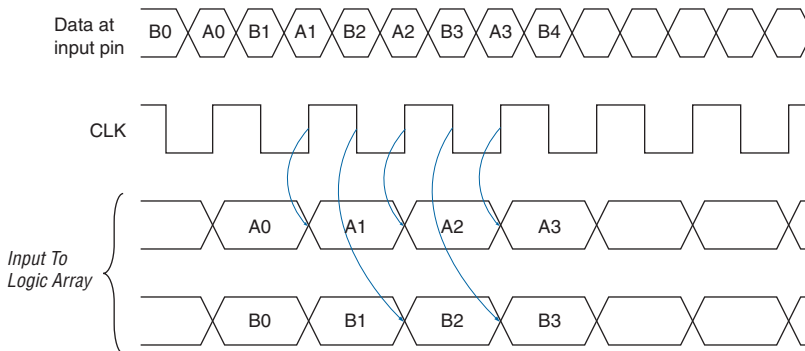 Data at
input pin
B0 A0 B1 A1 B2 A2 B3 A3 B4
CLK
Input To
Logic Array
A0 A1 A2 A3
B0 B1 B2 B3